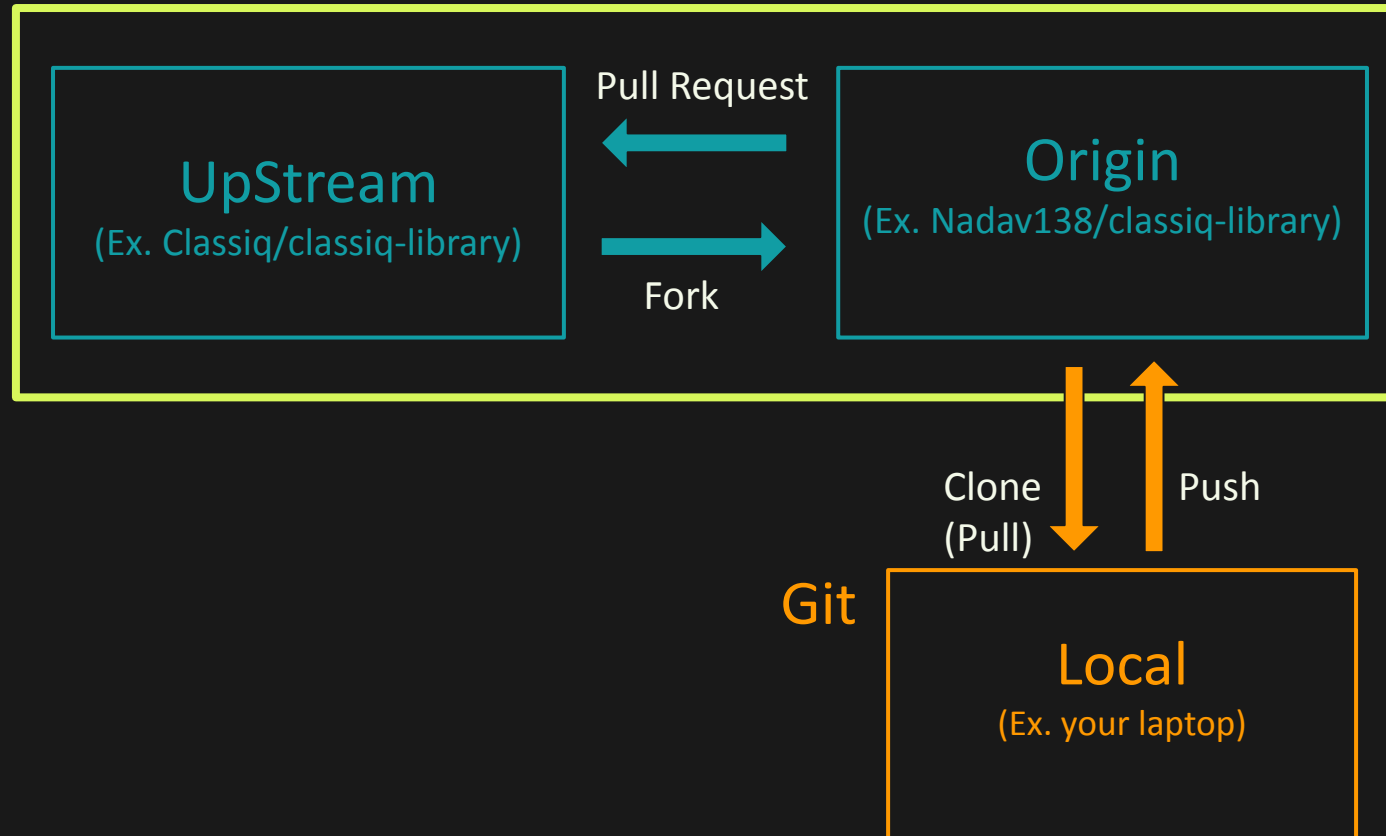 Pull Request
UpStream
(Ex. Classiq/classiq-library)
Origin
(Ex. Nadav138/classiq-library)
Fork
Clone
(Pull)
Push
Git
Local
(Ex. your laptop)